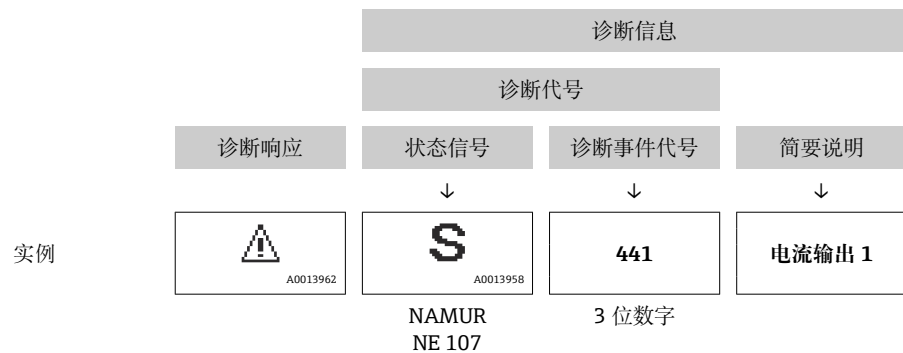 诊断信息
诊断代号
诊断响应 状态信号 诊断事件代号 简要说明
↓ ↓ ↓
实例 S 441 电流输出 1
A0013962 A0013958
NAMUR 3 位数字
NE 107